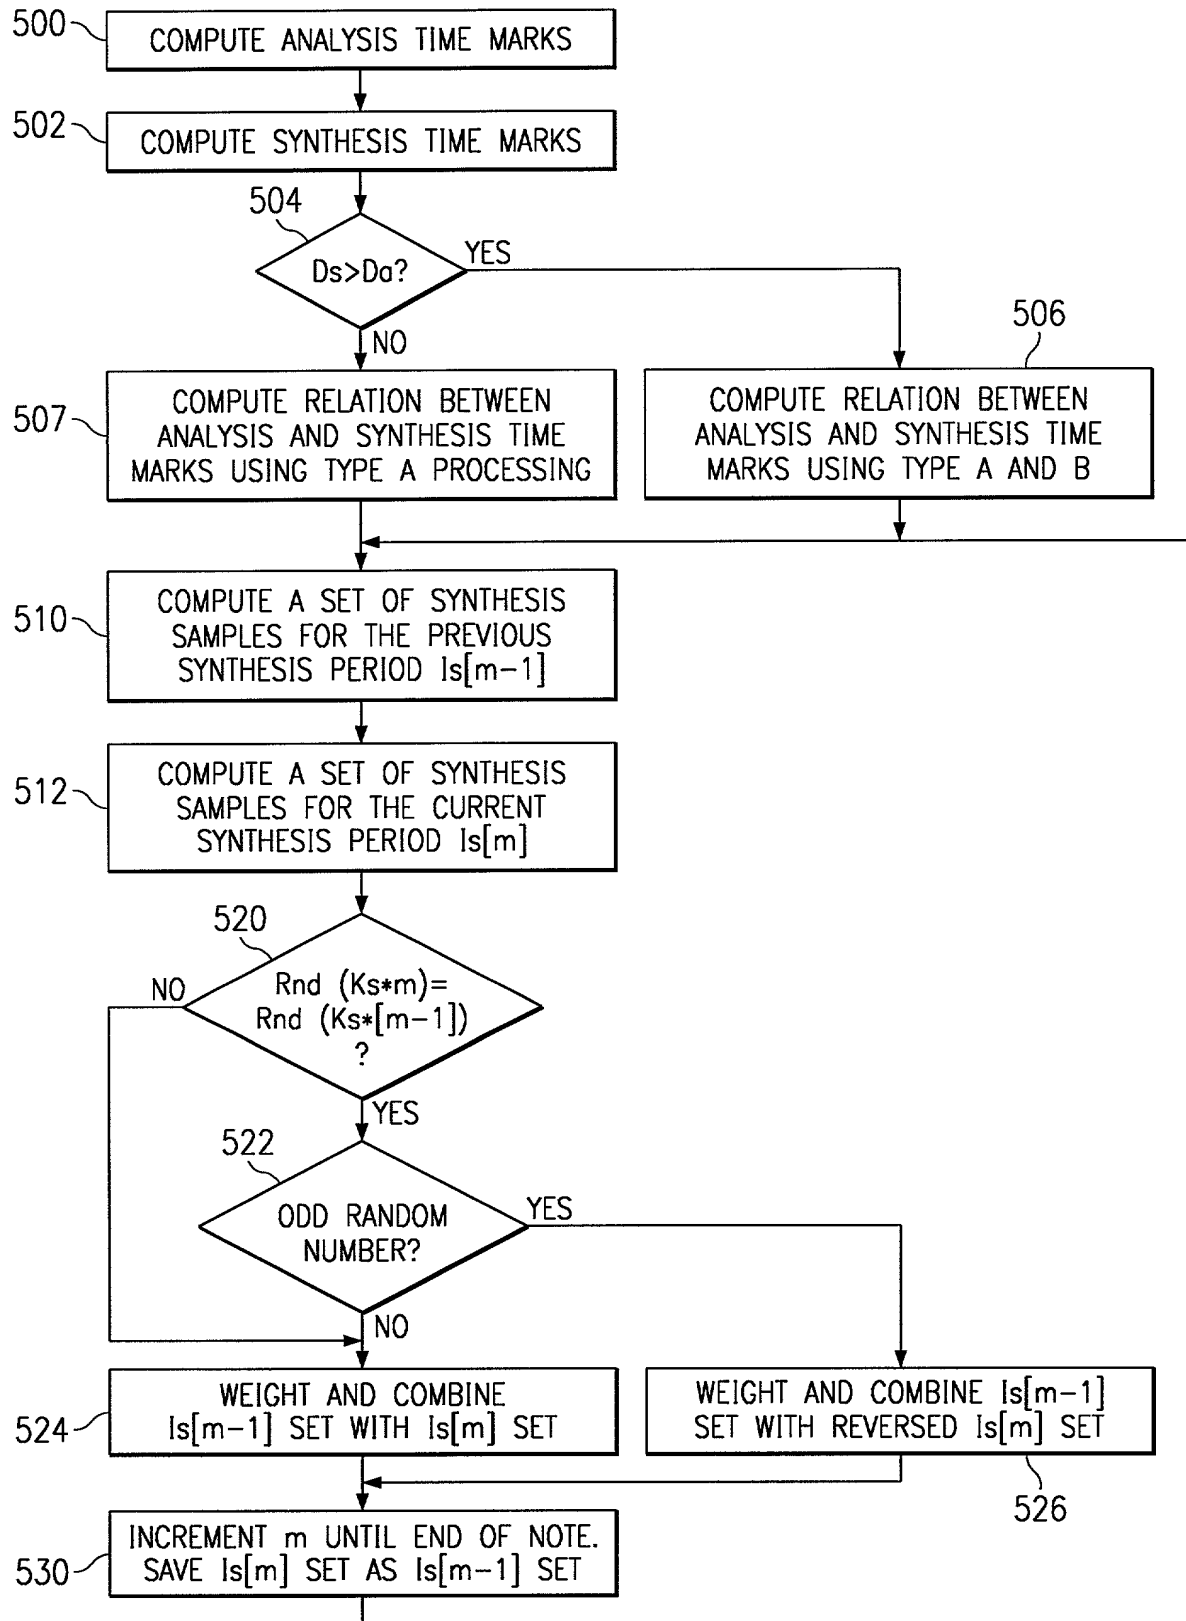 500
COMPUTE ANALYSIS TIME MARKS
502
COMPUTE SYNTHESIS TIME MARKS
504
Ds>Da?
YES
NO
506
507
COMPUTE RELATION BETWEEN
ANALYSIS AND SYNTHESIS TIME
MARKS USING TYPE A PROCESSING
COMPUTE RELATION BETWEEN
ANALYSIS AND SYNTHESIS TIME
MARKS USING TYPE A AND B
510
COMPUTE A SET OF SYNTHESIS
SAMPLES FOR THE PREVIOUS
SYNTHESIS PERIOD Is[m-1]
512
COMPUTE A SET OF SYNTHESIS
SAMPLES FOR THE CURRENT
SYNTHESIS PERIOD Is[m]
520
NO
Rnd (Ks*m)=
Rnd (Ks*[m-1])
?
YES
522
ODD RANDOM
NUMBER?
YES
NO
524
WEIGHT AND COMBINE
Is[m-1] SET WITH Is[m] SET
WEIGHT AND COMBINE Is[m-1]
SET WITH REVERSED Is[m] SET
526
530
INCREMENT m UNTIL END OF NOTE.
SAVE Is[m] SET AS Is[m-1] SET